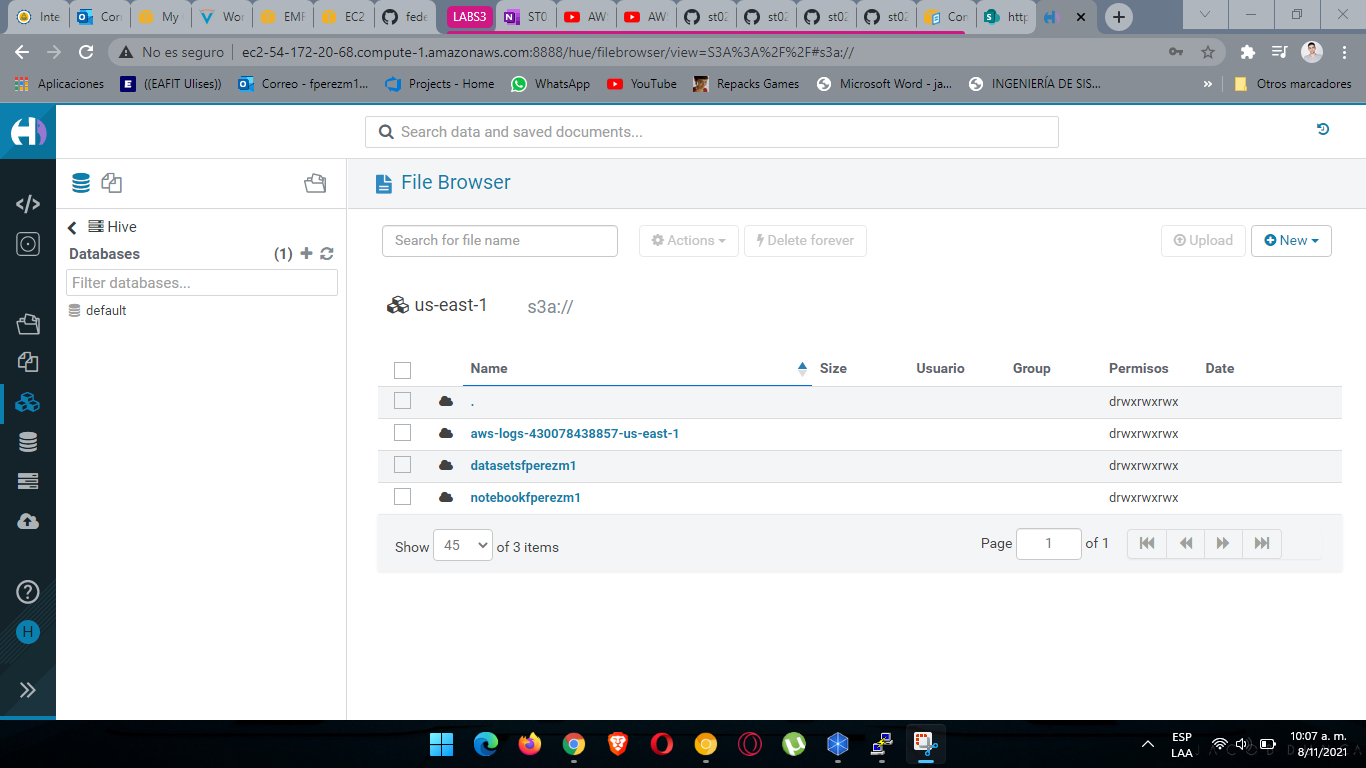 Inte
Corr
My
Wor
EMF
EC2
fede
LABS3
ST0
AW
AW
st02
st02
st02
st02
Cor
http
No es seguro
ec2-54-172-20-68.compute-1.amazonaws.com:8888/hue/filebrowser/view=S3A%3A%2F%2F#s3a://
Aplicaciones
((EAFIT Ulises))
Correo - fperezm1...
Projects - Home
WhatsApp
YouTube
Repacks Games
Microsoft Word - ja...
INGENIERÍA DE SIS...
Otros marcadores
Search data and saved documents...
File Browser
Hive
Databases (1)
Filter databases...
default
Search for file name
Actions
Delete forever
Upload
New
us-east-1 s3a://
Name Size Usuario Group Permisos Date
. drwxrwxrwx
aws-logs-430078438857-us-east-1 drwxrwxrwx
datasetsfperezm1 drwxrwxrwx
notebookfperezm1 drwxrwxrwx
Show 45 of 3 items
Page 1 of 1
H
ESP
LAA
10:07 a. m.
8/11/2021